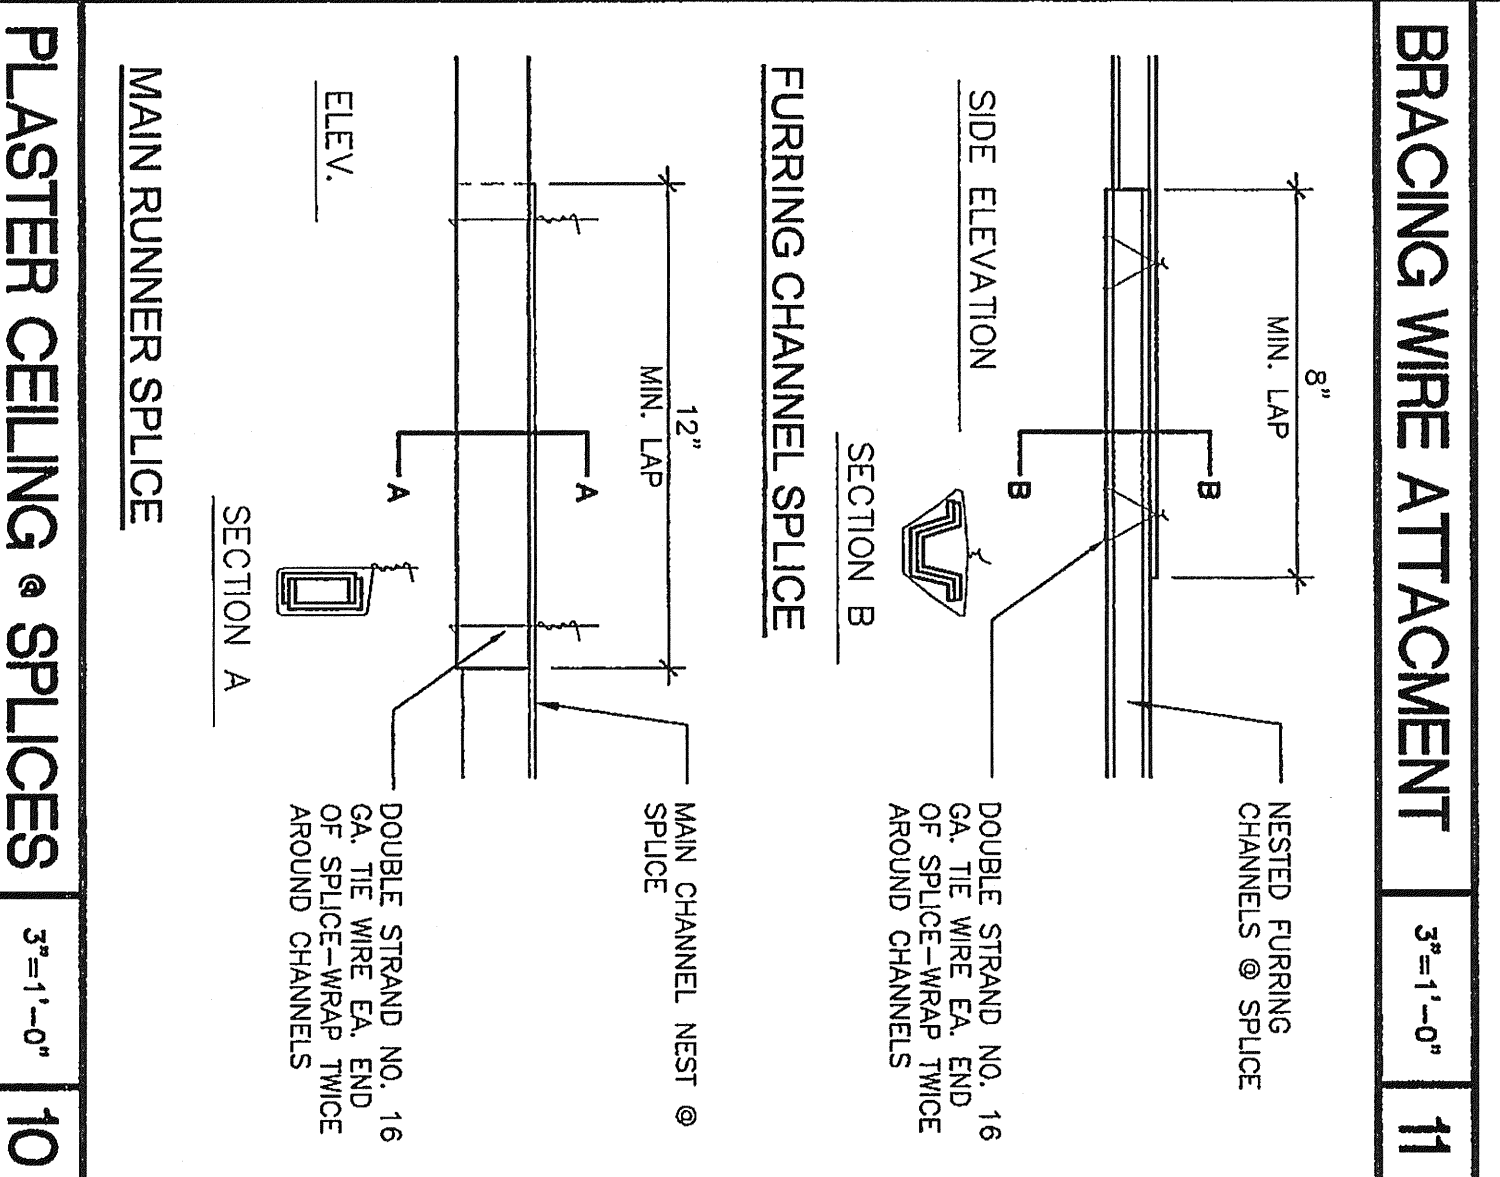 BRACING WIRE ATTACMENT
3"=1'-0"
11
8"
MIN. LAP
B
B
NESTED FURRING
CHANNELS @ SPLICE
SIDE ELEVATION
SECTION B
DOUBLE STRAND NO. 16
GA. TIE WIRE EA. END
OF SPLICE-WRAP TWICE
AROUND CHANNELS
FURRING CHANNEL SPLICE
12"
MIN. LAP
A
A
MAIN CHANNEL NEST @
SPLICE
ELEV.
SECTION A
DOUBLE STRAND NO. 16
GA. TIE WIRE EA. END
OF SPLICE-WRAP TWICE
AROUND CHANNELS
MAIN RUNNER SPLICE
PLASTER CEILING @ SPLICES
3"=1'-0"
10